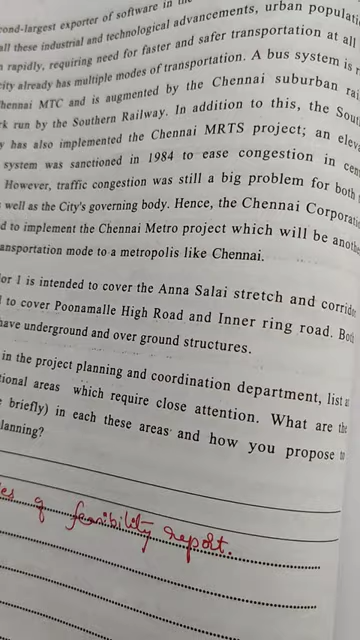 cond-largest exporter of software in the
all these industrial and technological advancements, urban populati
rapidly, requiring need for faster and safer transportation at all
city already has multiple modes of transportation. A bus system is r
hennai MTC and is augmented by the Chennai suburban rai
rk run by the Southern Railway. In addition to this, the Sout
y has also implemented the Chennai MRTS project; an eleva
system was sanctioned in 1984 to ease congestion in cen
However, traffic congestion was still a big problem for both
well as the City's governing body. Hence, the Chennai Corporati
d to implement the Chennai Metro project which will be anothe
ansportation mode to a metropolis like Chennai.
or 1 is intended to cover the Anna Salai stretch and corrido
to cover Poonamalle High Road and Inner ring road. Both
have underground and over ground structures.
in the project planning and coordination department, list a
tional areas which require close attention. What are the
briefly) in each these areas and how you propose to
lanning?
es of feasibility report.